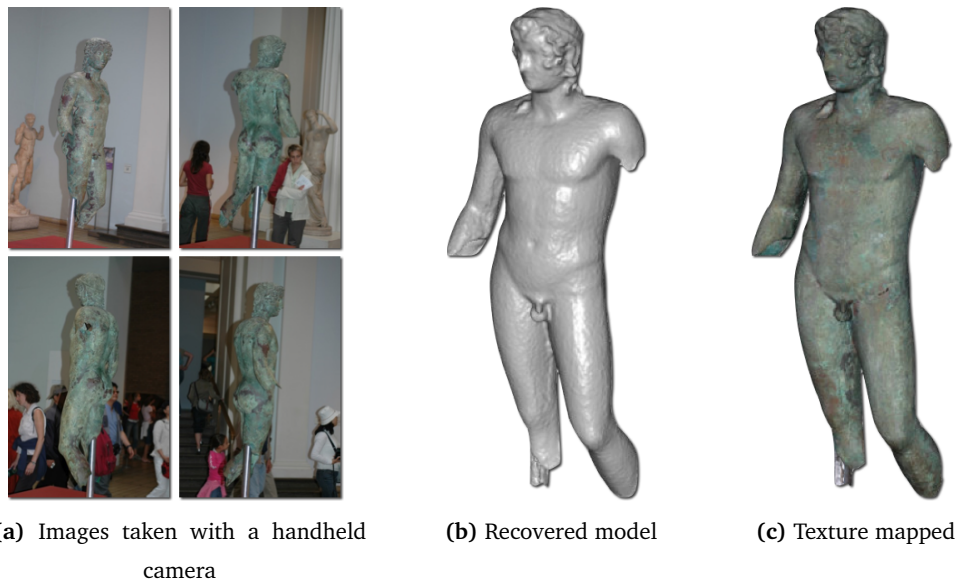 (a) Images taken with a handheld
camera
(b) Recovered model
(c) Texture mapped